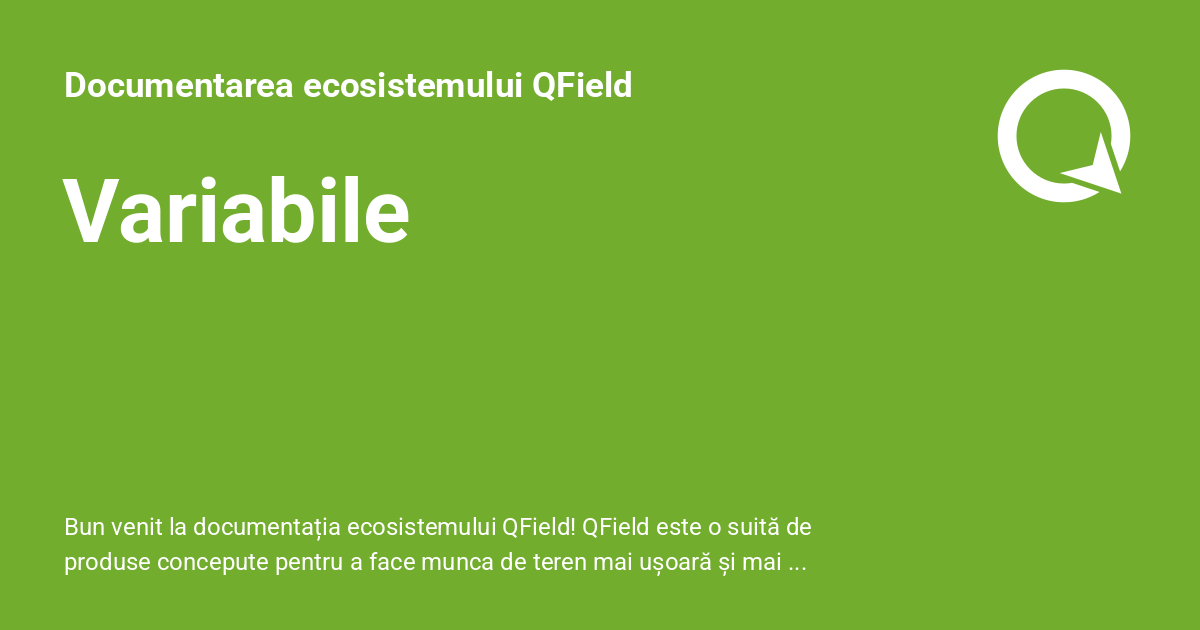 Documentarea ecosistemului QField
Variabile
Bun venit la documentația ecosistemului QField! QField este o suită de
produse concepute pentru a face munca de teren mai ușoară și mai ...